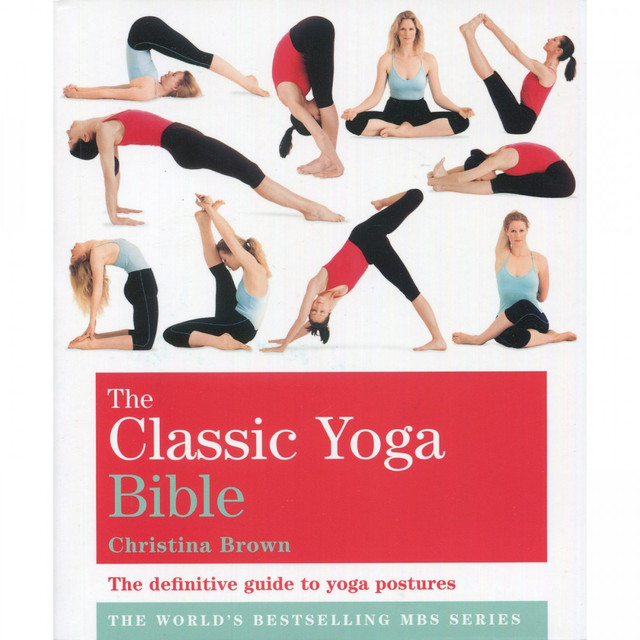 The
Classic Yoga
Bible
Christina Brown
The definitive guide to yoga postures
THE WORLD'S BESTSELLING MBS SERIES